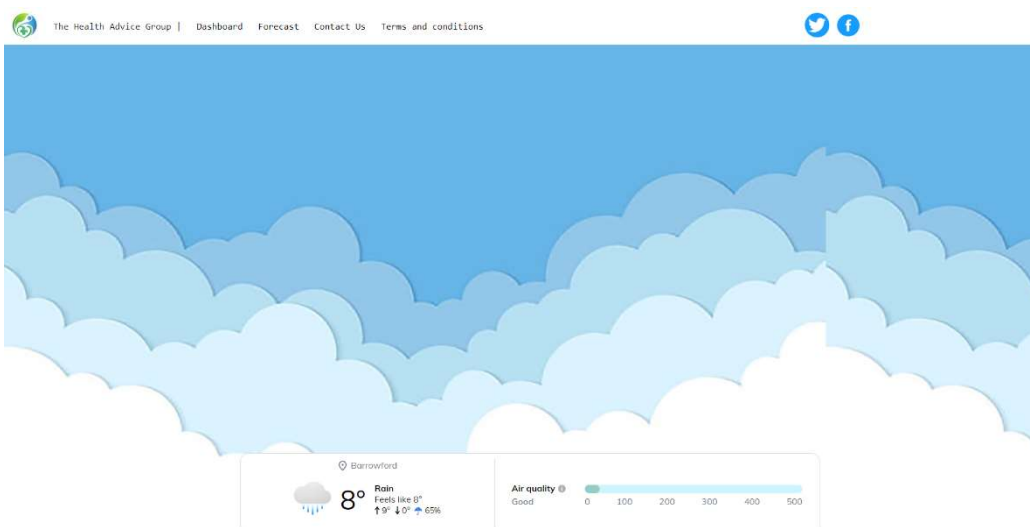 The Health Advice Group | Dashboard Forecast Contact Us Terms and conditions
Barrowford
8°
Rain
Feels like 8°
↑ 9° ↓ 0° 65%
Air quality
Good
0 100 200 300 400 500